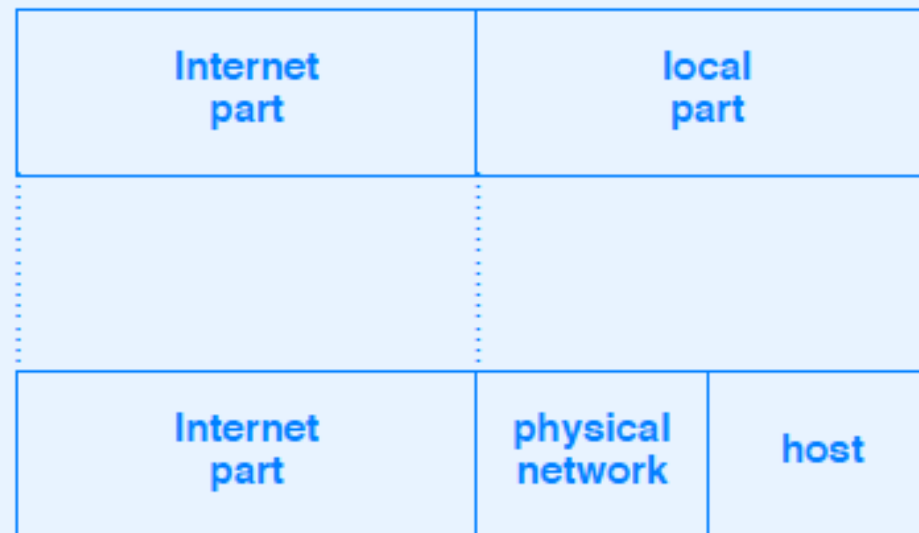 Internet
part
local
part
Internet
part
physical
network
host